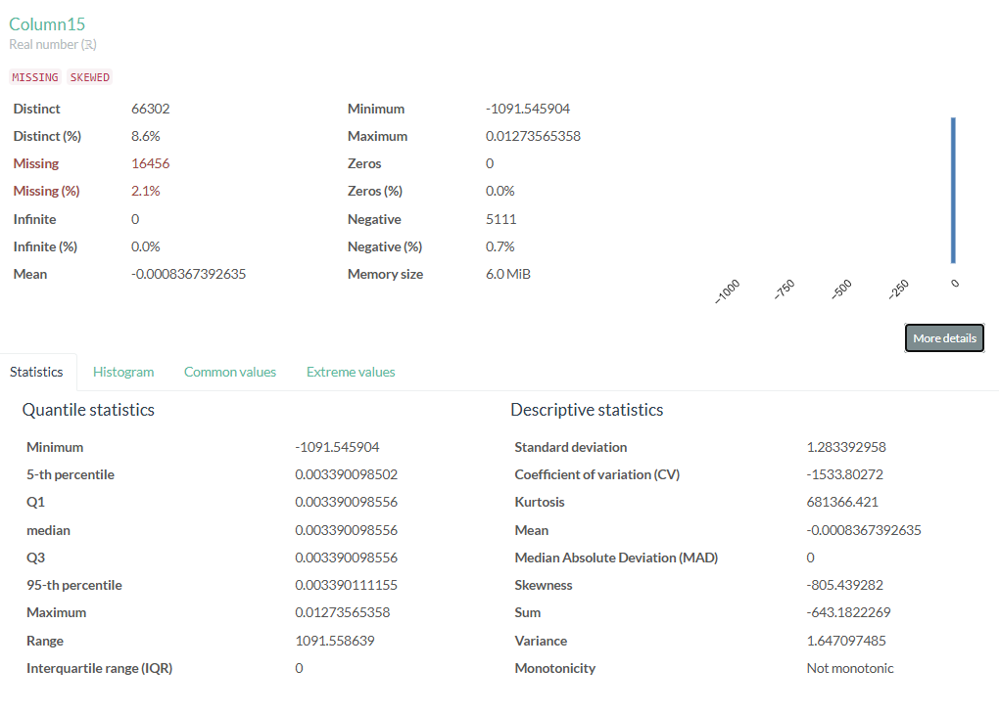 Column15
Real number (ℝ)
MISSING SKEWED
Distinct 66302 Minimum -1091.545904
Distinct (%) 8.6% Maximum 0.01273565358
Missing 16456 Zeros 0
Missing (%) 2.1% Zeros (%) 0.0%
Infinite 0 Negative 5111
Infinite (%) 0.0% Negative (%) 0.7%
Mean -0.0008367392635 Memory size 6.0 MiB
−1000 −750 −500 −250 0
More details
Statistics Histogram Common values Extreme values
Quantile statistics Descriptive statistics
Minimum -1091.545904 Standard deviation 1.283392958
5-th percentile 0.003390098502 Coefficient of variation (CV) -1533.80272
Q1 0.003390098556 Kurtosis 681366.421
median 0.003390098556 Mean -0.0008367392635
Q3 0.003390098556 Median Absolute Deviation (MAD) 0
95-th percentile 0.003390111155 Skewness -805.439282
Maximum 0.01273565358 Sum -643.1822269
Range 1091.558639 Variance 1.647097485
Interquartile range (IQR) 0 Monotonicity Not monotonic